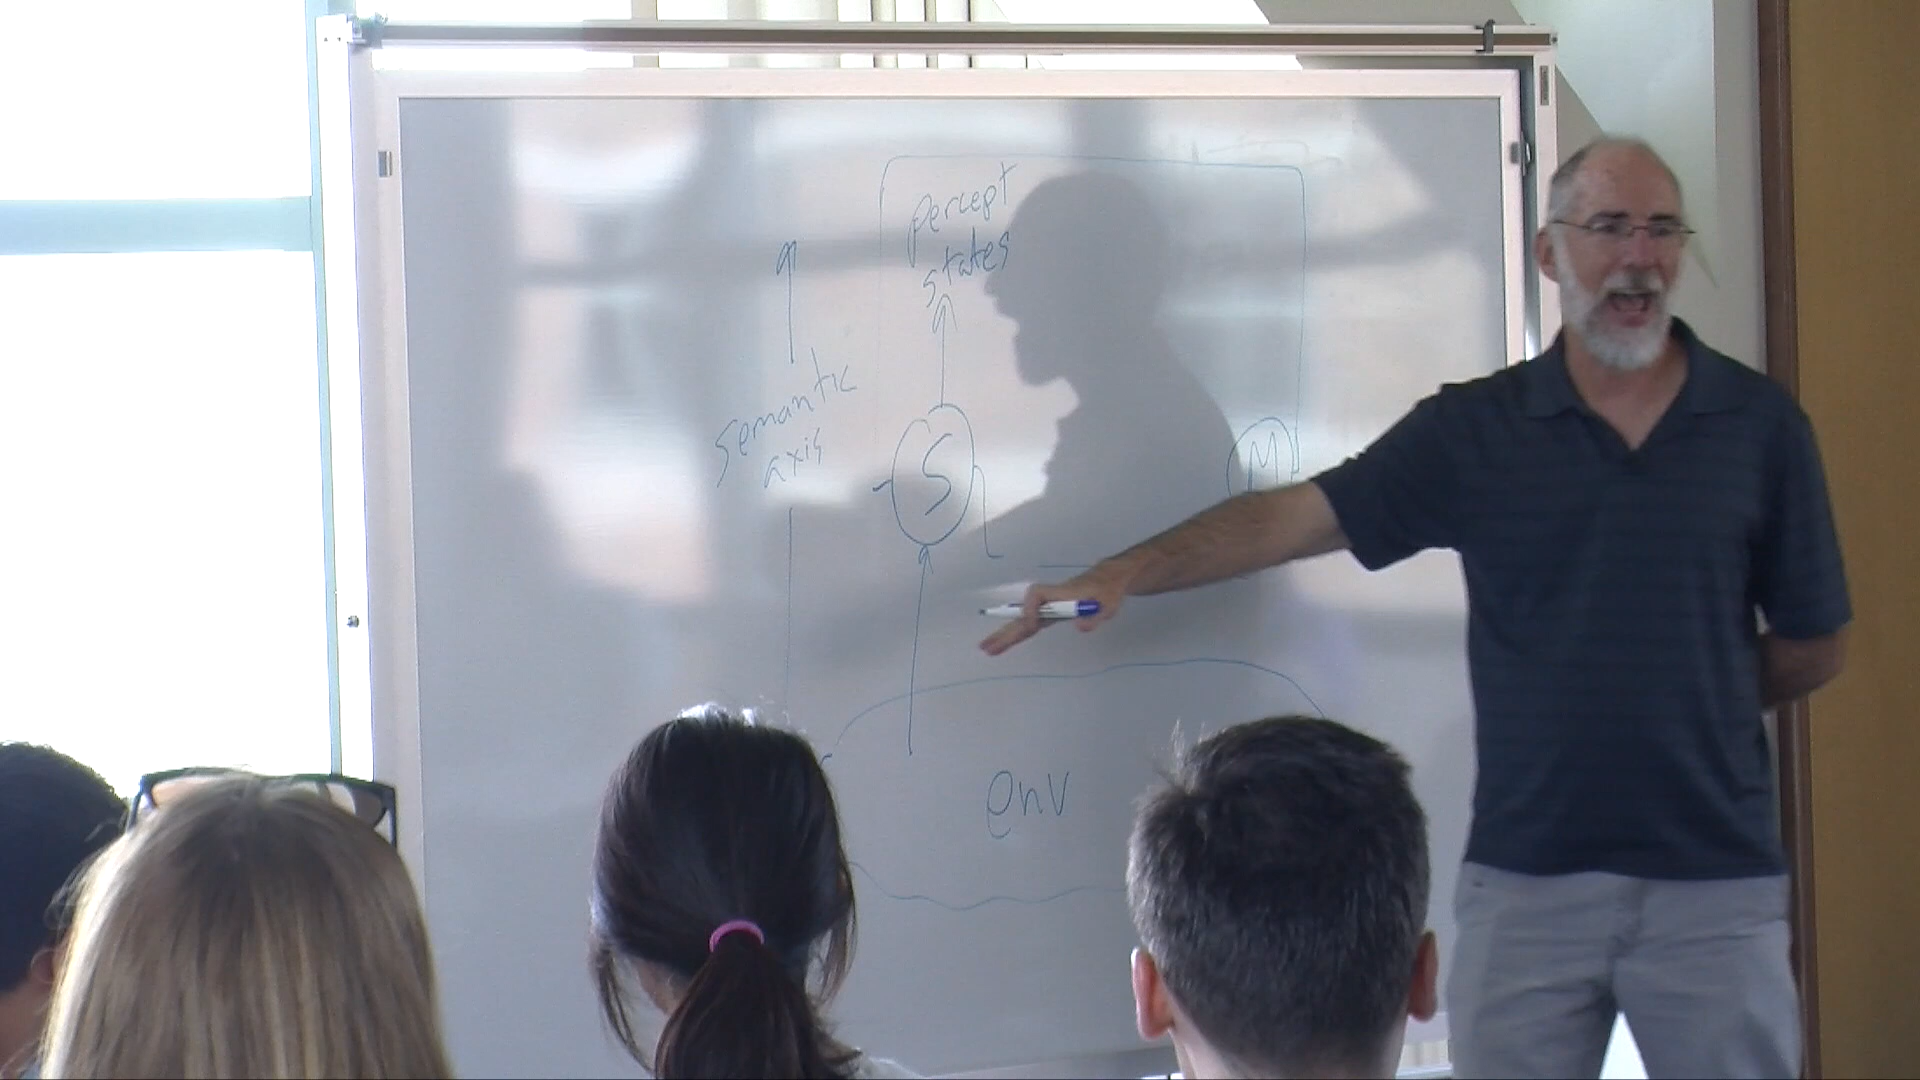 percept
states
semantic
axis
S
M
env